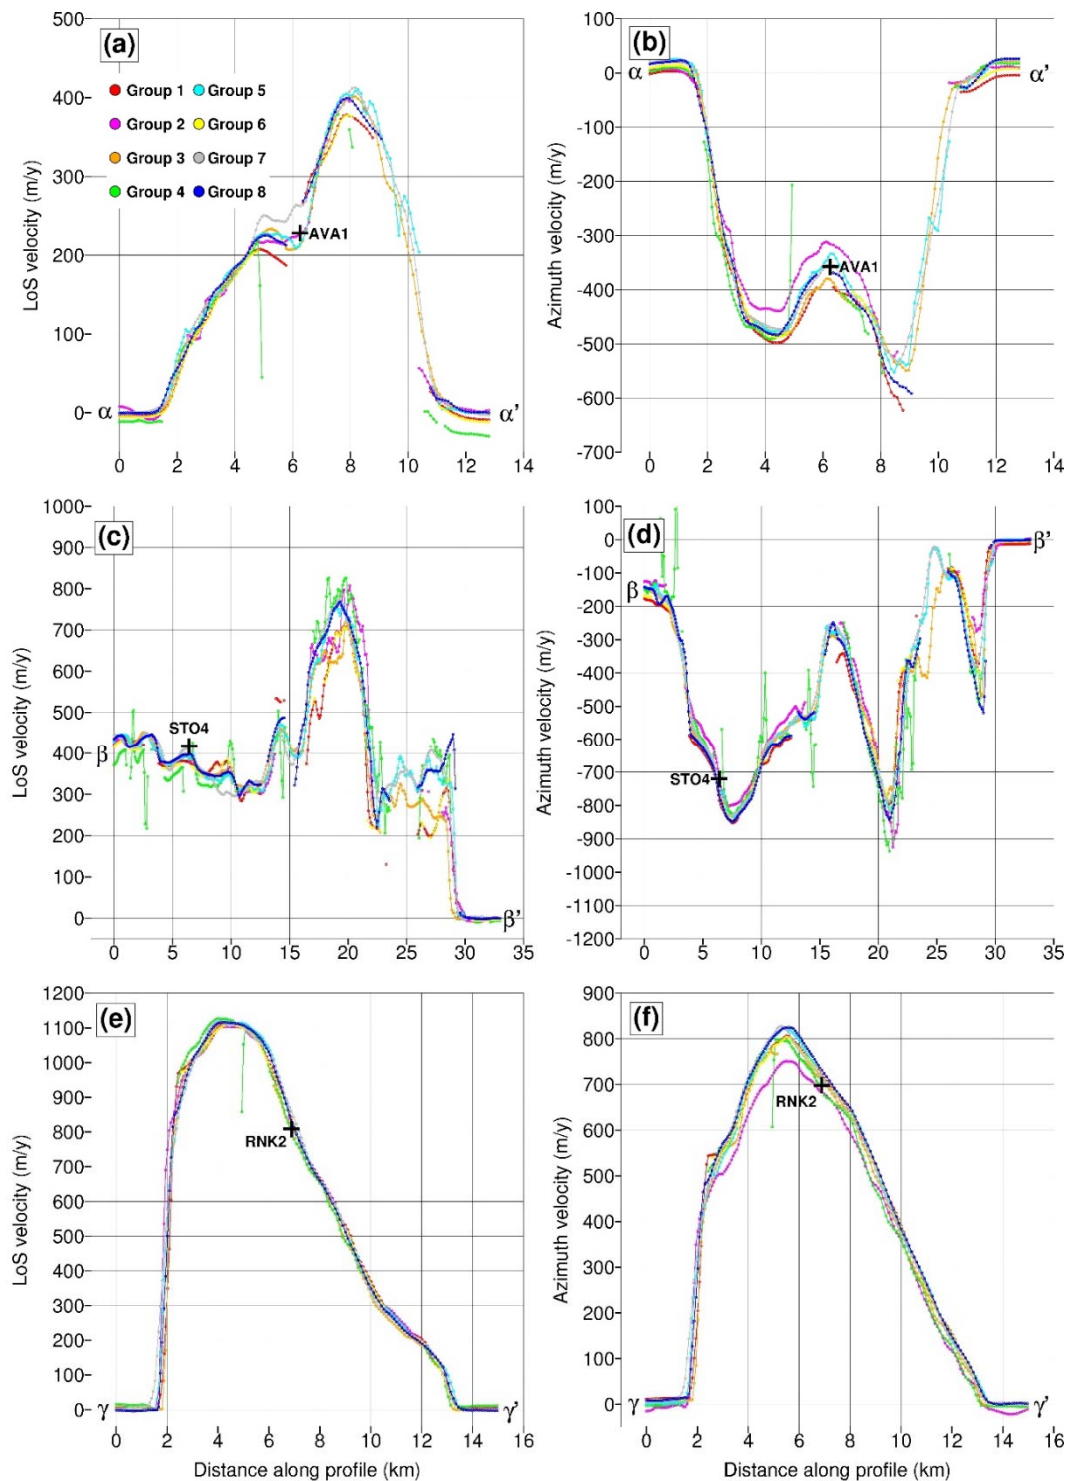 (a)
Group 1
Group 5
Group 2
Group 6
Group 3
Group 7
Group 4
Group 8
LoS velocity (m/y)
500
400
300
200
100
0
α
α'
AVA1
0 2 4 6 8 10 12 14
(b)
Azimuth velocity (m/y)
100
0
-100
-200
-300
-400
-500
-600
-700
α
α'
AVA1
0 2 4 6 8 10 12 14
(c)
LoS velocity (m/y)
1000
900
800
700
600
500
400
300
200
100
0
β
β'
STO4
0 5 10 15 20 25 30 35
(d)
Azimuth velocity (m/y)
100
0
-100
-200
-300
-400
-500
-600
-700
-800
-900
-1000
-1100
-1200
β
β'
STO4
0 5 10 15 20 25 30 35
(e)
LoS velocity (m/y)
1200
1100
1000
900
800
700
600
500
400
300
200
100
0
γ
γ'
RNK2
0 2 4 6 8 10 12 14 16
Distance along profile (km)
(f)
Azimuth velocity (m/y)
900
800
700
600
500
400
300
200
100
0
γ
γ'
RNK2
0 2 4 6 8 10 12 14 16
Distance along profile (km)